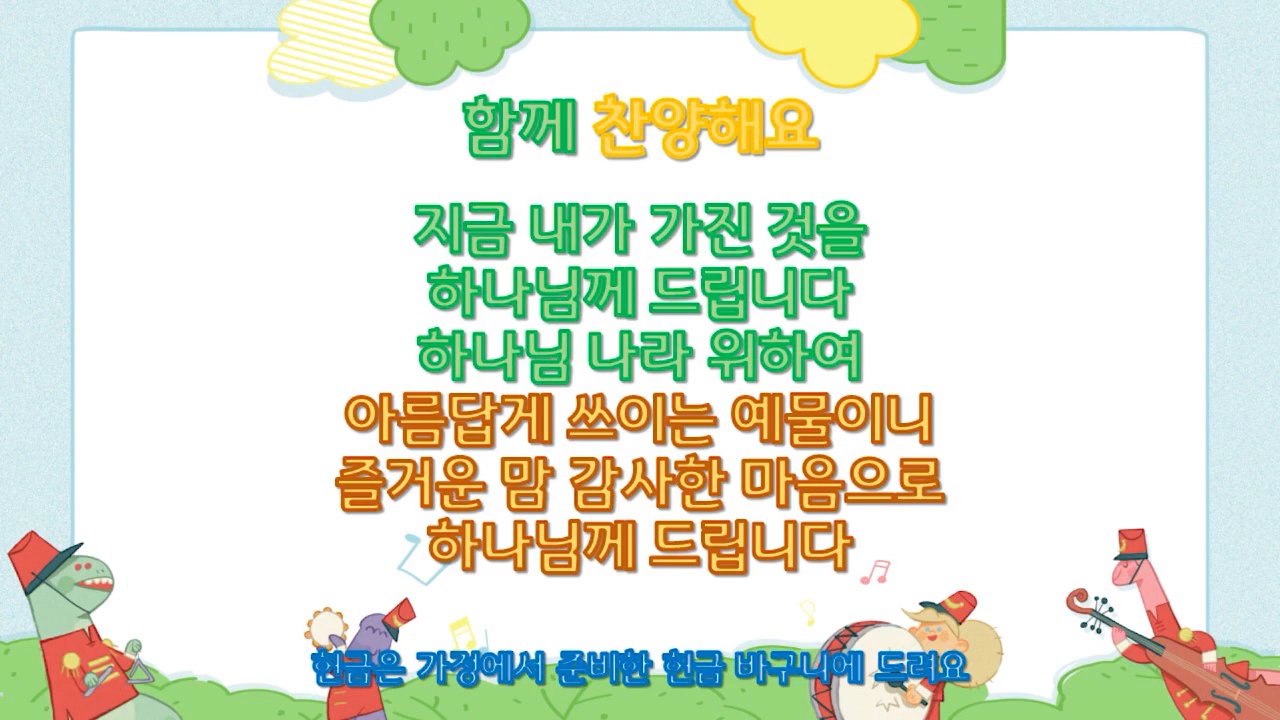 함께 찬양해요
지금 내가 가진 것을
하나님께 드립니다
하나님 나라 위하여
아름답게 쓰이는 예물이니
즐거운 맘 감사한 마음으로
하나님께 드립니다
헌금은 가정에서 준비한 헌금 바구니에 드려요